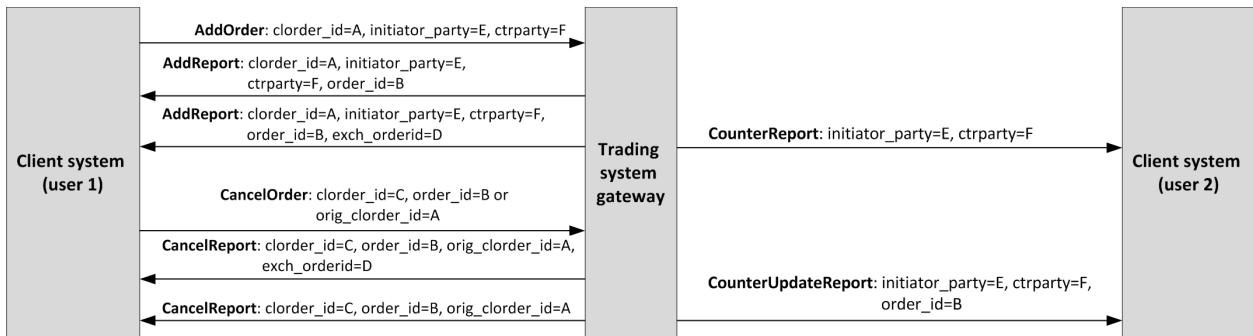 AddOrder: clorder_id=A, initiator_party=E, ctrparty=F
AddReport: clorder_id=A, initiator_party=E,
ctrparty=F, order_id=B
AddReport: clorder_id=A, initiator_party=E, ctrparty=F,
order_id=B, exch_orderid=D
CounterReport: initiator_party=E, ctrparty=F
Client system
(user 1)
Trading
system
gateway
Client system
(user 2)
CancelOrder: clorder_id=C, order_id=B or
orig_clorder_id=A
CancelReport: clorder_id=C, order_id=B, orig_clorder_id=A,
exch_orderid=D
CounterUpdateReport: initiator_party=E, ctrparty=F,
order_id=B
CancelReport: clorder_id=C, order_id=B, orig_clorder_id=A